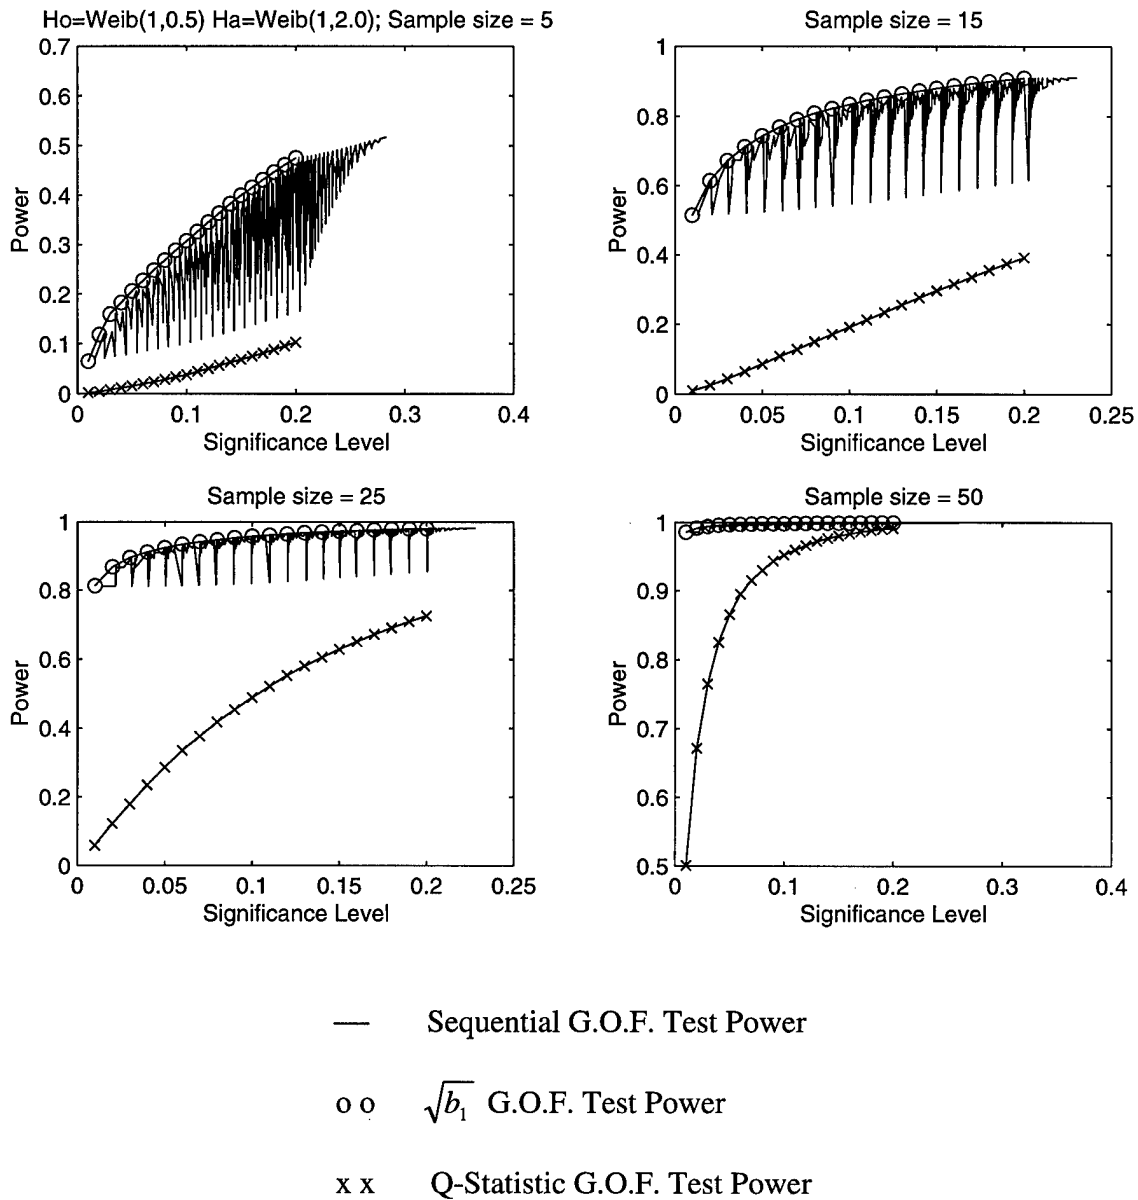 Ho=Weib(1,0.5) Ha=Weib(1,2.0); Sample size = 5
0.7
0.6
0.5
0.4
0.3
0.2
0.1
0
Power
0 0.1 0.2 0.3 0.4
Significance Level
Sample size = 15
1
0.8
0.6
0.4
0.2
0
Power
0 0.05 0.1 0.15 0.2 0.25
Significance Level
Sample size = 25
1
0.8
0.6
0.4
0.2
0
Power
0 0.05 0.1 0.15 0.2 0.25
Significance Level
Sample size = 50
1
0.9
0.8
0.7
0.6
0.5
Power
0 0.1 0.2 0.3 0.4
Significance Level
— Sequential G.O.F. Test Power
o o √b₁ G.O.F. Test Power
x x Q-Statistic G.O.F. Test Power